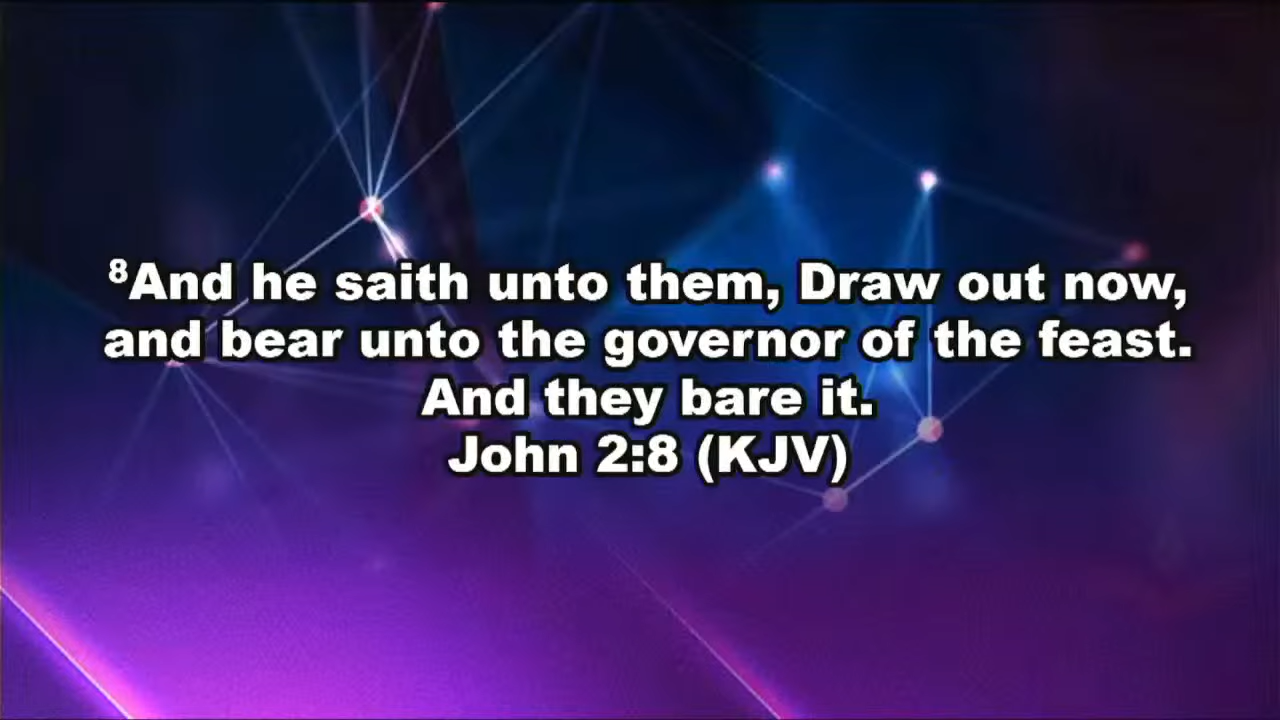 ⁸And he saith unto them, Draw out now,
and bear unto the governor of the feast.
And they bare it.
John 2:8 (KJV)